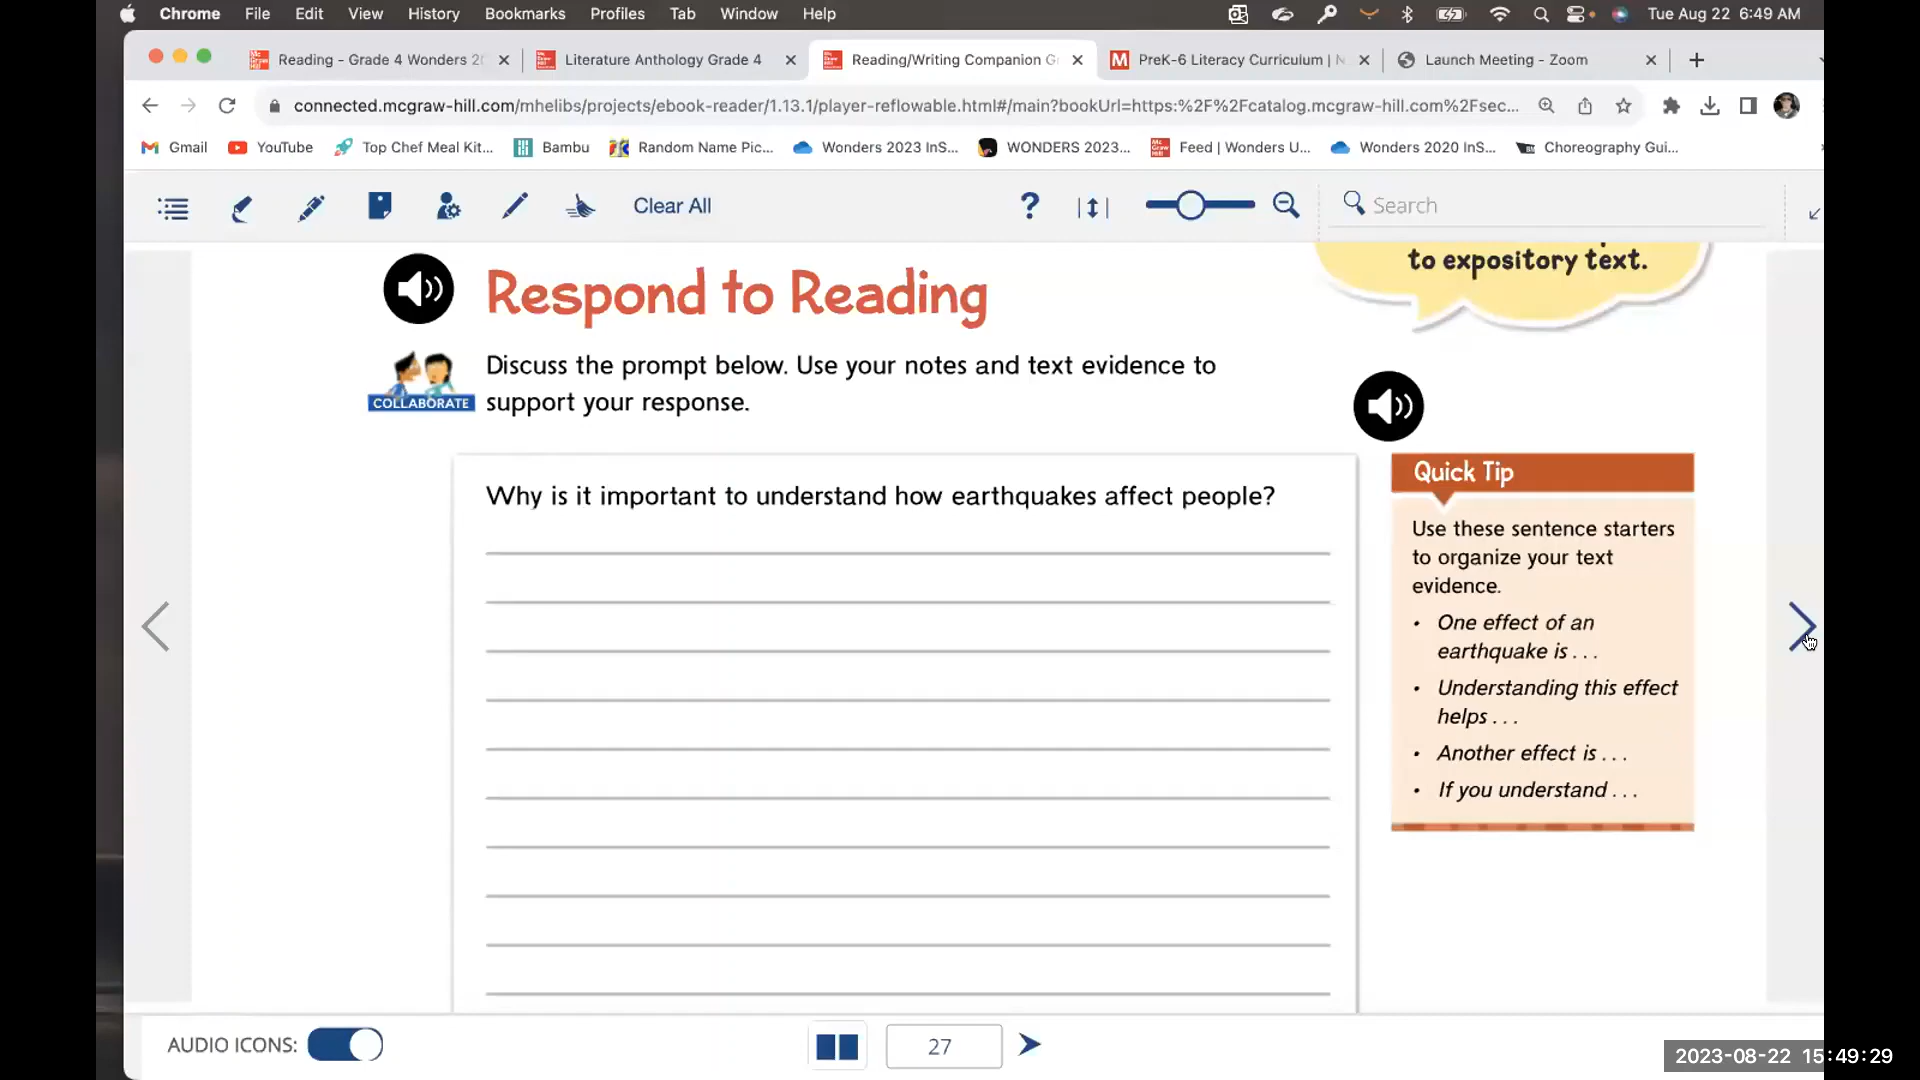 Chrome File Edit View History Bookmarks Profiles Tab Window Help Tue Aug 22 6:49 AM
Reading - Grade 4 Wonders Literature Anthology Grade 4 Reading/Writing Companion PreK-6 Literacy Curriculum | Launch Meeting - Zoom
connected.mcgraw-hill.com/mhelibs/projects/ebook-reader/1.13.1/player-reflowable.html#/main?bookUrl=https:%2F%2Fcatalog.mcgraw-hill.com%2Fsec...
Gmail YouTube Top Chef Meal Kit... Bambu Random Name Pic... Wonders 2023 InS... WONDERS 2023... Feed | Wonders U... Wonders 2020 InS... Choreography Gui...
Clear All ? Search
to expository text.
Respond to Reading
COLLABORATE
Discuss the prompt below. Use your notes and text evidence to
support your response.
Why is it important to understand how earthquakes affect people?
Quick Tip
Use these sentence starters
to organize your text
evidence.
• One effect of an
earthquake is . . .
• Understanding this effect
helps . . .
• Another effect is . . .
• If you understand . . .
AUDIO ICONS:
27
2023-08-22 15:49:29